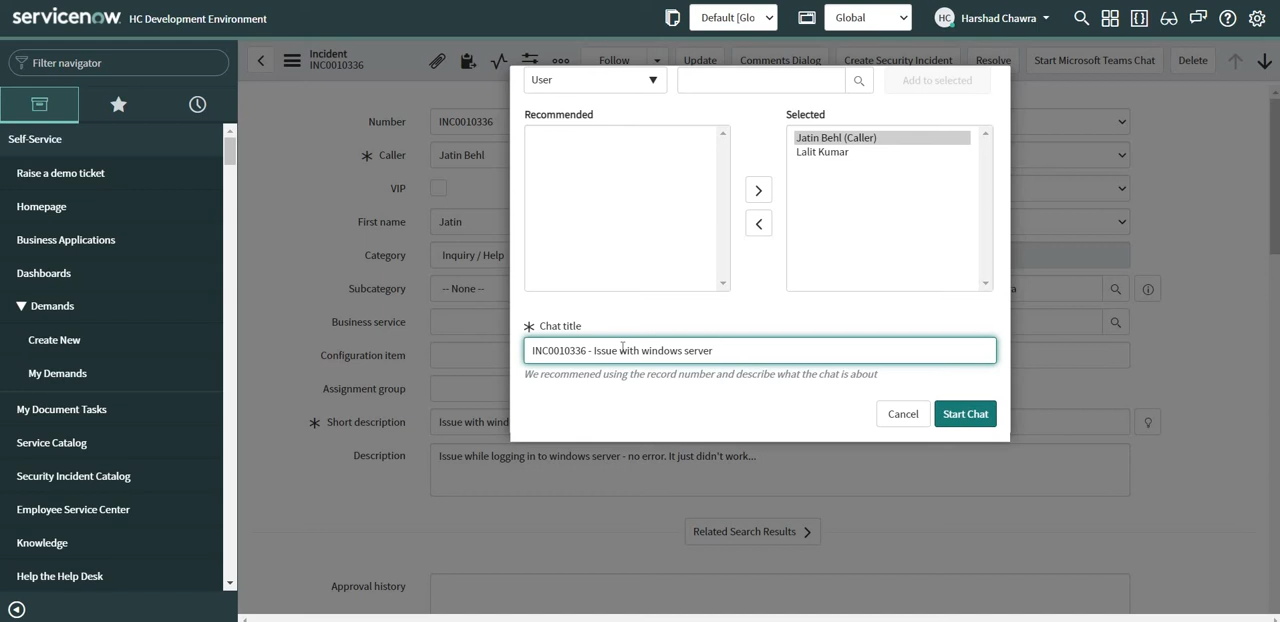 servicenow HC Development Environment
Default [Glo
Global
HC Harshad Chawra
Filter navigator
Incident
INC0010336
Follow
Update
Comments Dialog
Create Security Incident
Resolve
Start Microsoft Teams Chat
Delete
Self-Service
Raise a demo ticket
Homepage
Business Applications
Dashboards
Demands
Create New
My Demands
My Document Tasks
Service Catalog
Security Incident Catalog
Employee Service Center
Knowledge
Help the Help Desk
Number INC0010336
Caller Jatin Behl
VIP
First name Jatin
Category Inquiry / Help
Subcategory -- None --
Business service
Configuration item
Assignment group
Short description Issue with wind
Description Issue while logging in to windows server - no error. It just didn't work...
Related Search Results
Approval history
User
Add to selected
Recommended
Selected
Jatin Behl (Caller)
Lalit Kumar
Chat title
INC0010336 - Issue with windows server
We recommened using the record number and describe what the chat is about
Cancel
Start Chat